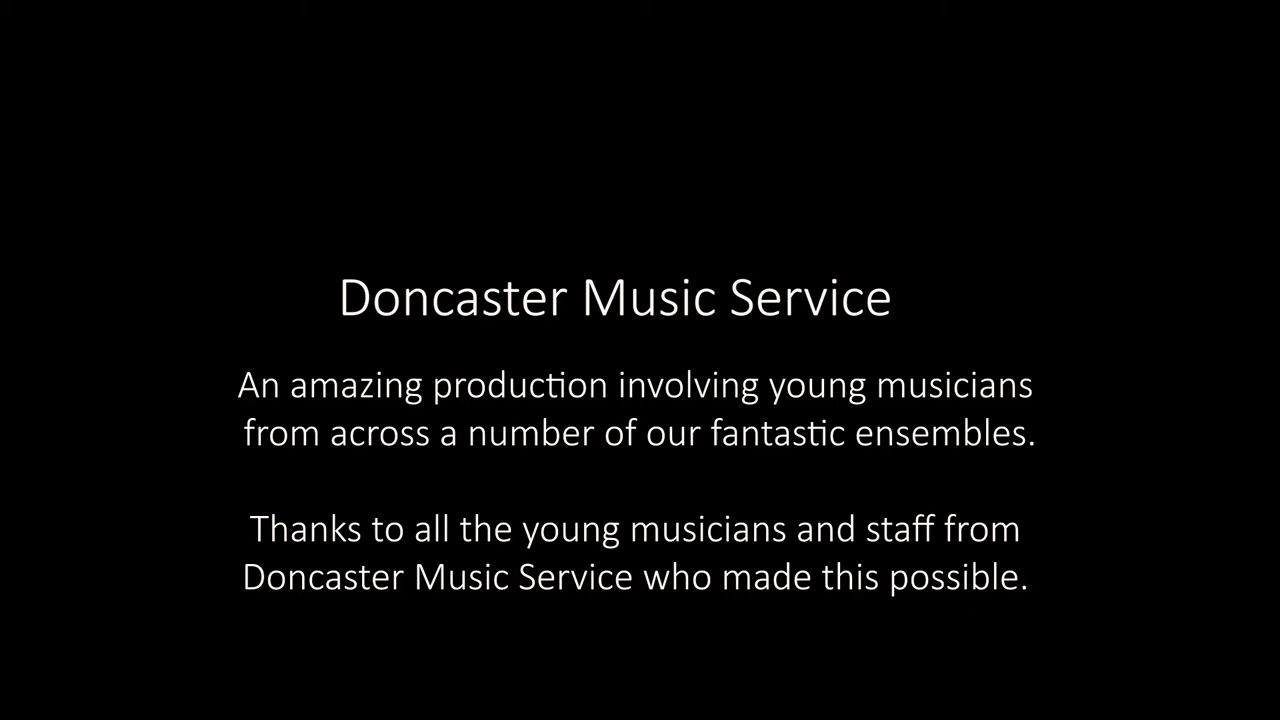 Doncaster Music Service
An amazing production involving young musicians
from across a number of our fantastic ensembles.
Thanks to all the young musicians and staff from
Doncaster Music Service who made this possible.